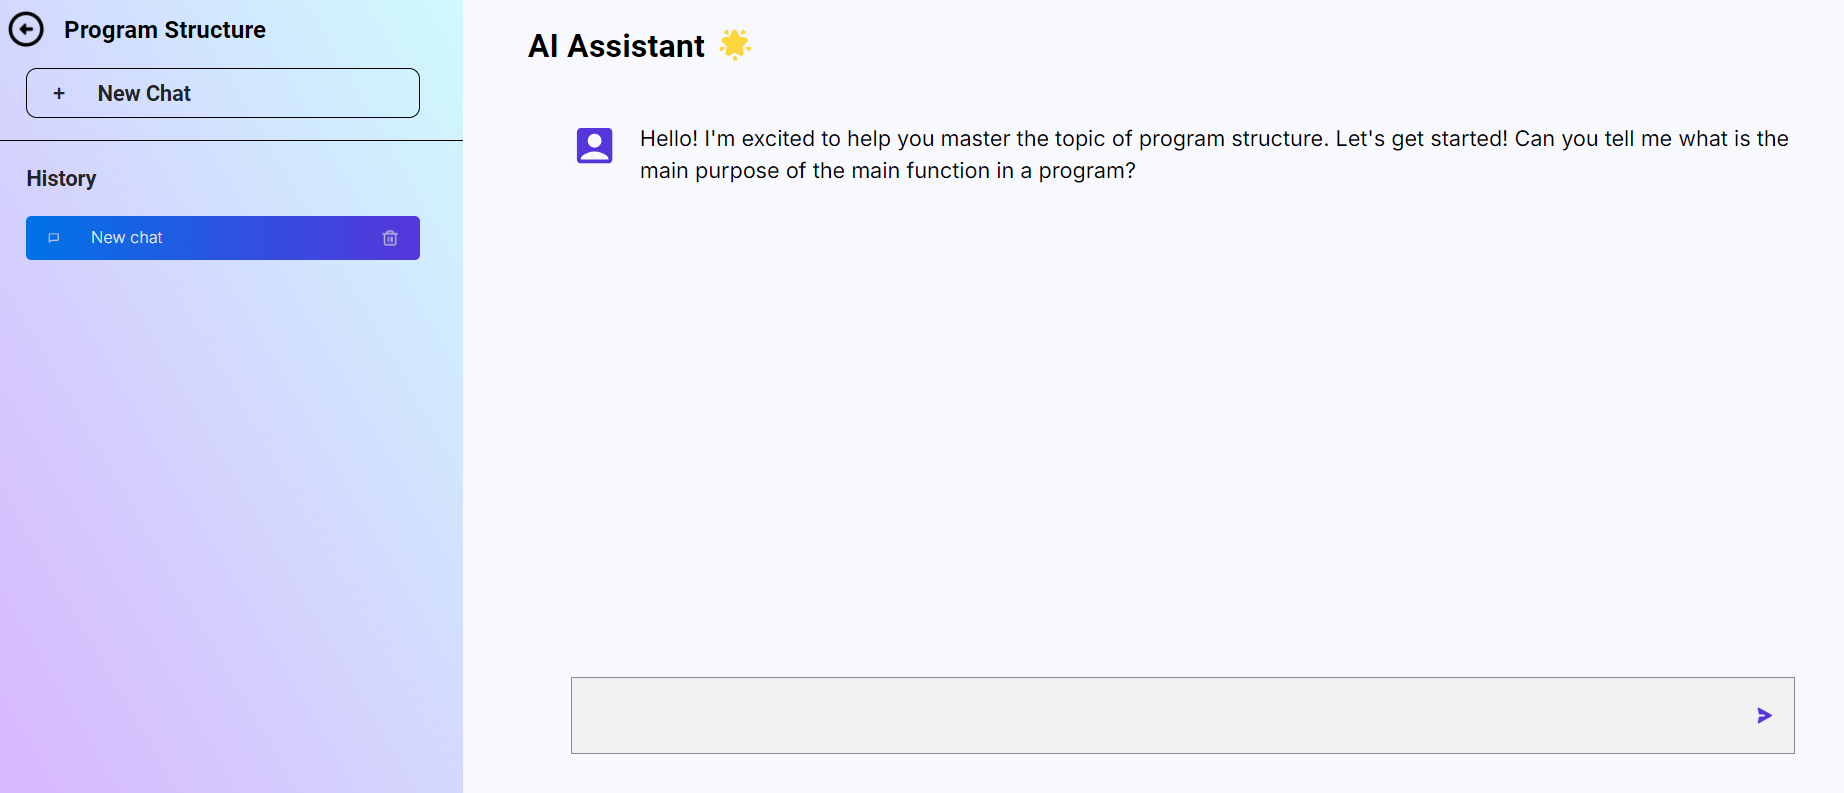 Program Structure
+ New Chat
History
New chat
AI Assistant
Hello! I'm excited to help you master the topic of program structure. Let's get started! Can you tell me what is the
main purpose of the main function in a program?